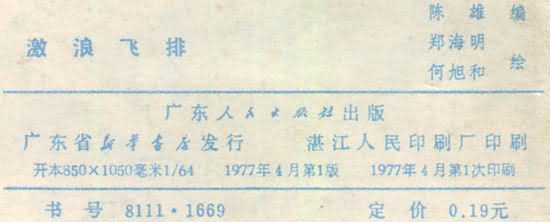 激浪飞排
陈雄 编
郑海明
何旭和 绘
广东人民出版社出版
广东省新华书店发行 湛江人民印刷厂印刷
开本850×1050毫米1/64 1977年4月第1版 1977年4月第1次印刷
书号 8111·1669 定价 0.19元